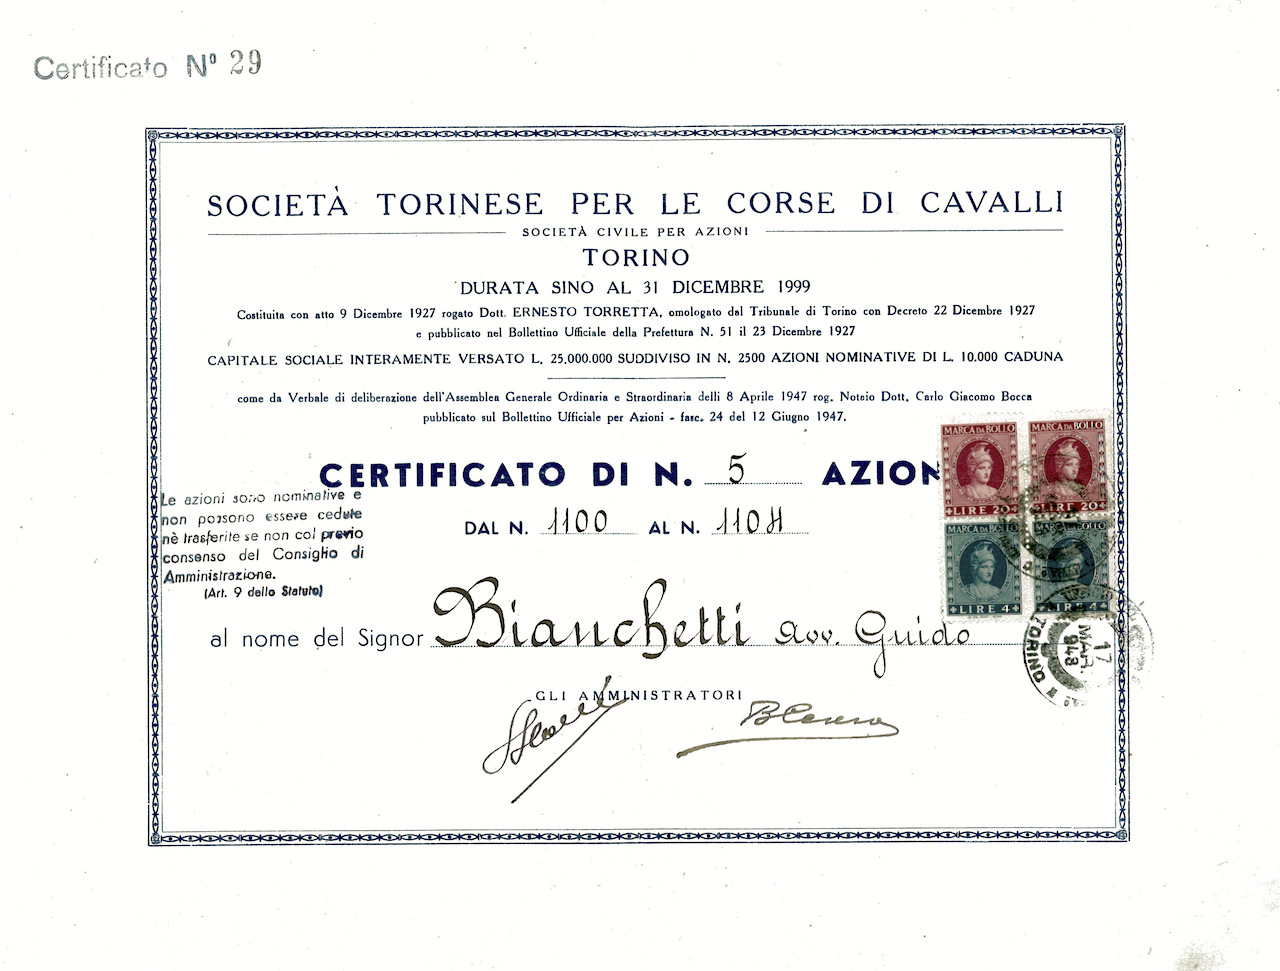 Certificato Nº 29
SOCIETÀ TORINESE PER LE CORSE DI CAVALLI
SOCIETÀ CIVILE PER AZIONI
TORINO
DURATA SINO AL 31 DICEMBRE 1999
Costituita con atto 9 Dicembre 1927 rogato Dott. ERNESTO TORRETTA, omologato dal Tribunale di Torino con Decreto 22 Dicembre 1927
e pubblicato nel Bollettino Ufficiale della Prefettura N. 51 il 23 Dicembre 1927
CAPITALE SOCIALE INTERAMENTE VERSATO L. 25.000.000 SUDDIVISO IN N. 2500 AZIONI NOMINATIVE DI L. 10.000 CADUNA
come da Verbale di deliberazione dell'Assemblea Generale Ordinaria e Straordinaria delli 8 Aprile 1947 rog. Notaio Dott. Carlo Giacomo Bocca
pubblicato sul Bollettino Ufficiale per Azioni - fasc. 24 del 12 Giugno 1947.
CERTIFICATO DI N. 5 AZION
Le azioni sono nominative e
non possono essere cedute
nè trasferite se non col previo
consenso del Consiglio di
Amministrazione.
(Art. 9 dello Statuto)
DAL N. 1100 AL N. 1104
al nome del Signor Bianchetti Avv. Guido
GLI AMMINISTRATORI
MARCA DA BOLLO
LIRE 20
MARCA DA BOLLO
LIRE 20
MARCA DA BOLLO
LIRE 4
MARCA DA BOLLO
LIRE 4
17
MAR.
948
TORINO